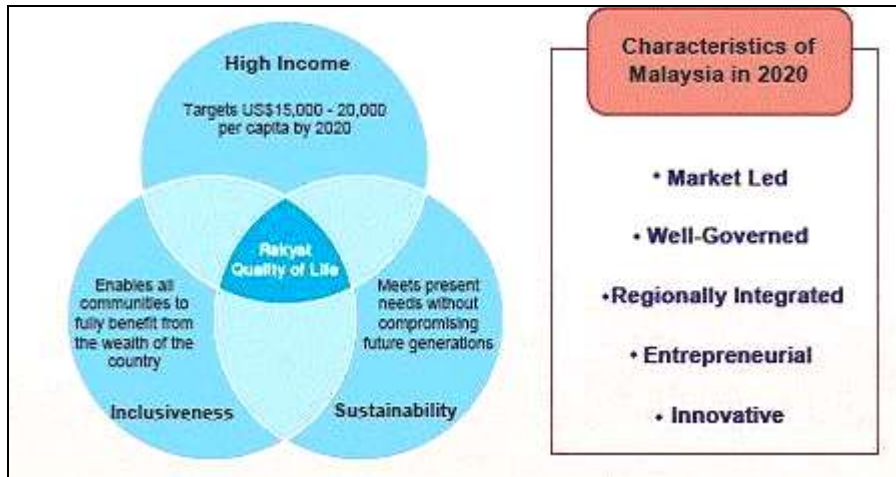 High Income
Targets US$15,000 - 20,000
per capita by 2020
Rakyat
Quality of Life
Enables all
communities to
fully benefit from
the wealth of the
country
Inclusiveness
Meets present
needs without
compromising
future generations
Sustainability
Characteristics of
Malaysia in 2020
• Market Led
• Well-Governed
•Regionally Integrated
• Entrepreneurial
• Innovative